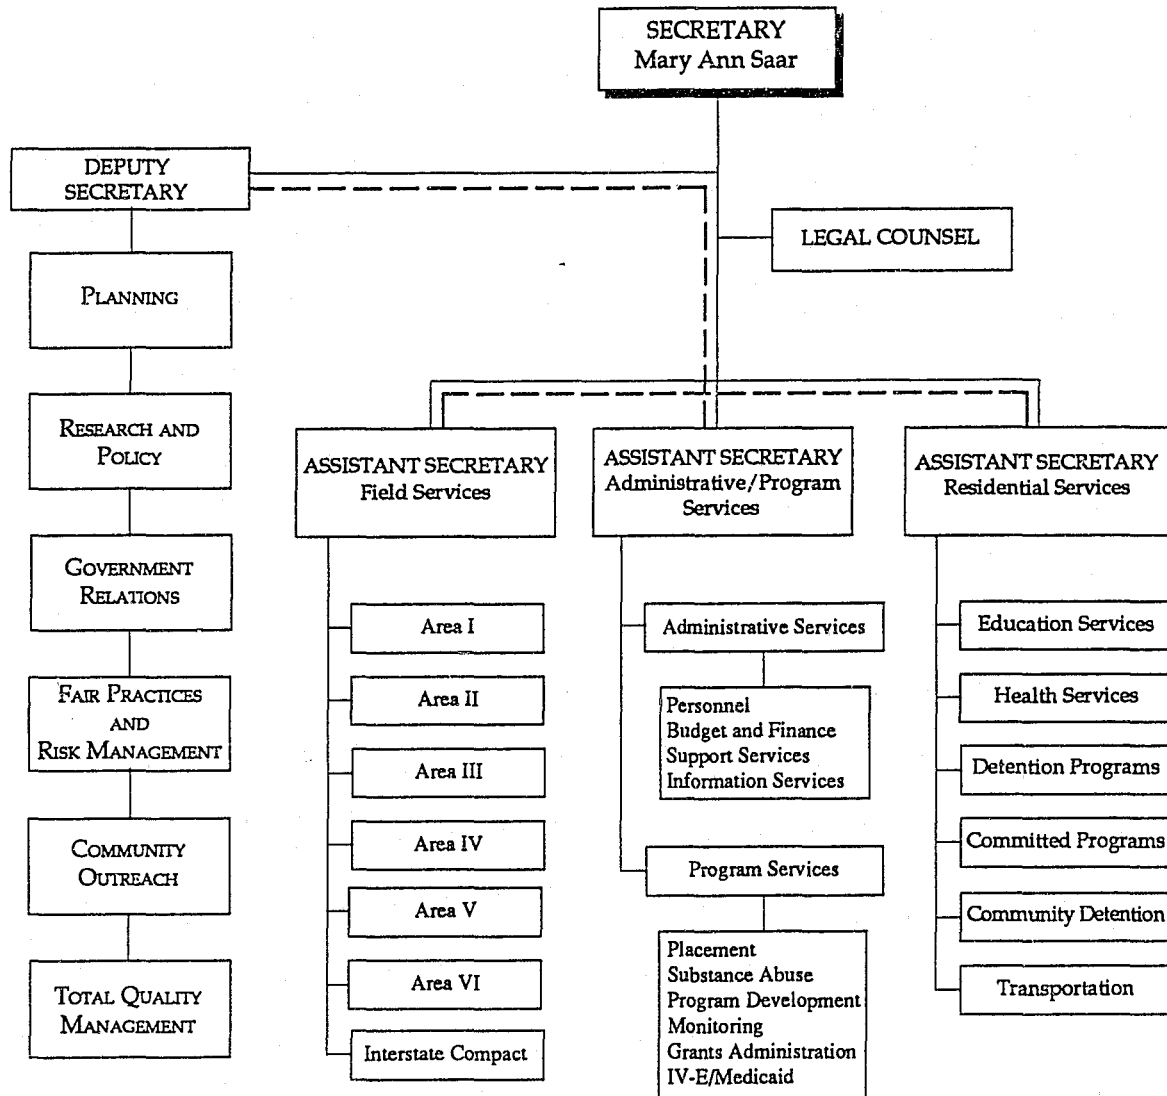 SECRETARY
Mary Ann Saar
DEPUTY
SECRETARY
LEGAL COUNSEL
PLANNING
RESEARCH AND
POLICY
GOVERNMENT
RELATIONS
FAIR PRACTICES
AND
RISK MANAGEMENT
COMMUNITY
OUTREACH
TOTAL QUALITY
MANAGEMENT
ASSISTANT SECRETARY
Field Services
Area I
Area II
Area III
Area IV
Area V
Area VI
Interstate Compact
ASSISTANT SECRETARY
Administrative/Program
Services
Administrative Services
Personnel
Budget and Finance
Support Services
Information Services
Program Services
Placement
Substance Abuse
Program Development
Monitoring
Grants Administration
IV-E/Medicaid
ASSISTANT SECRETARY
Residential Services
Education Services
Health Services
Detention Programs
Committed Programs
Community Detention
Transportation